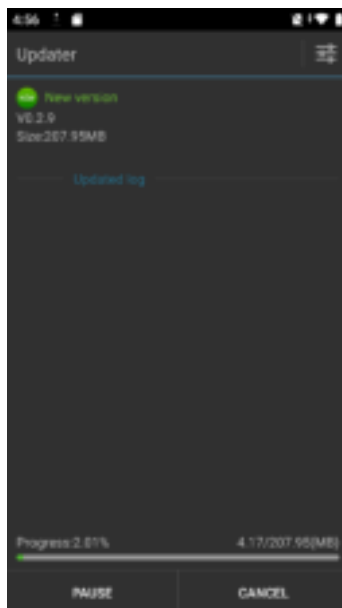 4:56
Updater
New version
V0.2.9
Size:207.95MB
Updated log
Progress:2.01% 4.17/207.95(MB)
PAUSE CANCEL